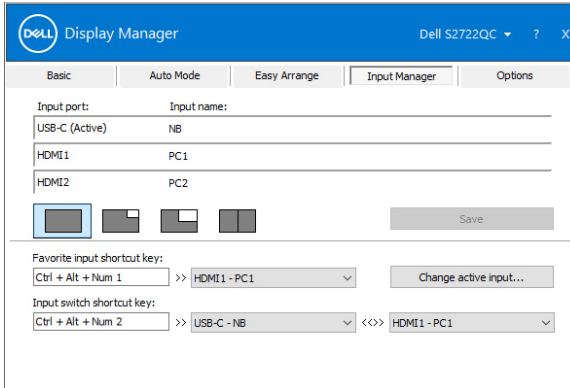 DELL Display Manager Dell S2722QC ? X
Basic Auto Mode Easy Arrange Input Manager Options
Input port: Input name:
USB-C (Active) NB
HDMI1 PC1
HDMI2 PC2
Save
Favorite input shortcut key:
Ctrl + Alt + Num 1 >> HDMI1 - PC1 Change active input...
Input switch shortcut key:
Ctrl + Alt + Num 2 >> USB-C - NB <<>> HDMI1 - PC1